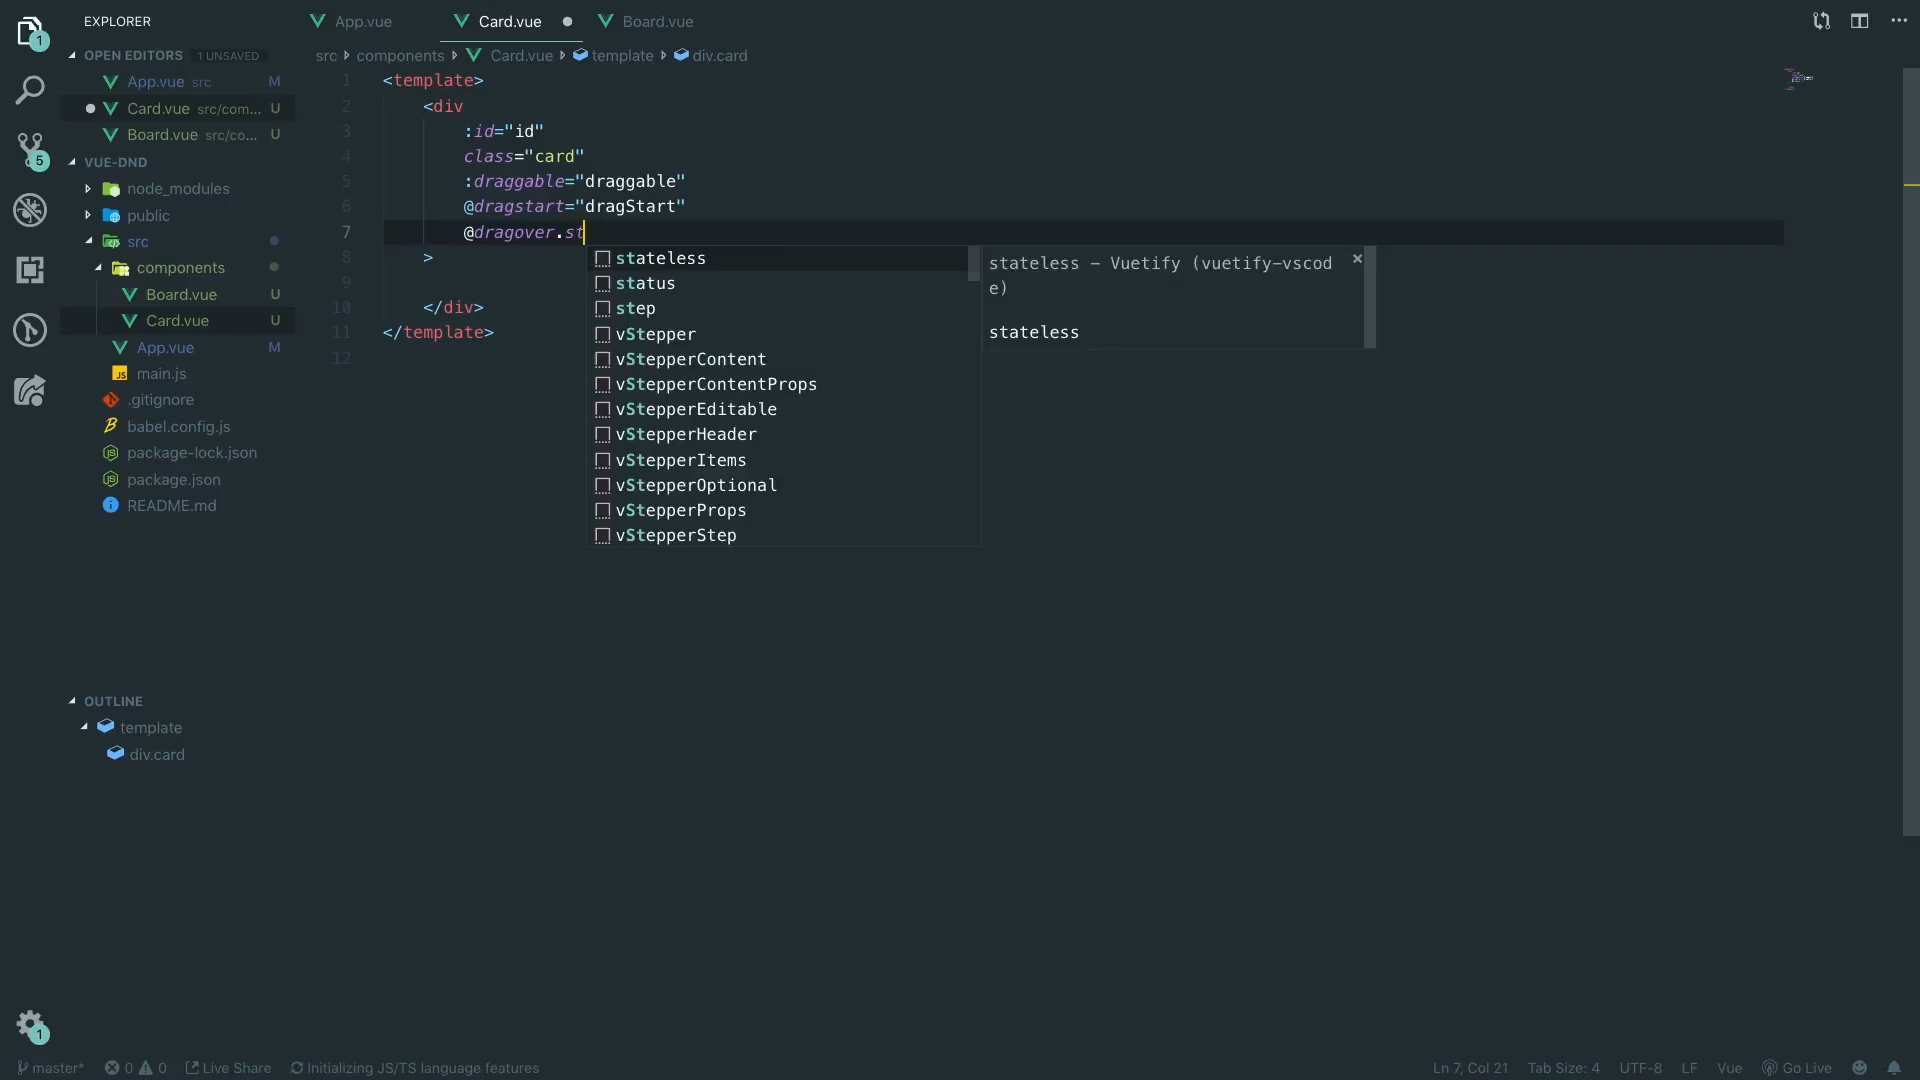 EXPLORER
OPEN EDITORS 1 UNSAVED
App.vue src M
Card.vue src/com... U
Board.vue src/co... U
VUE-DND
node_modules
public
src
components
Board.vue U
Card.vue U
App.vue M
JS main.js
.gitignore
babel.config.js
package-lock.json
package.json
README.md
OUTLINE
template
div.card
1
5
1
App.vue
Card.vue
Board.vue
src components Card.vue template div.card
1 <template>
2 <div
3 :id="id"
4 class="card"
5 :draggable="draggable"
6 @dragstart="dragStart"
7 @dragover.st
8 >
9
10 </div>
11 </template>
12
stateless
status
step
vStepper
vStepperContent
vStepperContentProps
vStepperEditable
vStepperHeader
vStepperItems
vStepperOptional
vStepperProps
vStepperStep
stateless – Vuetify (vuetify-vscod
e)
stateless
master* 0 0 Live Share Initializing JS/TS language features Ln 7, Col 21 Tab Size: 4 UTF-8 LF Vue Go Live